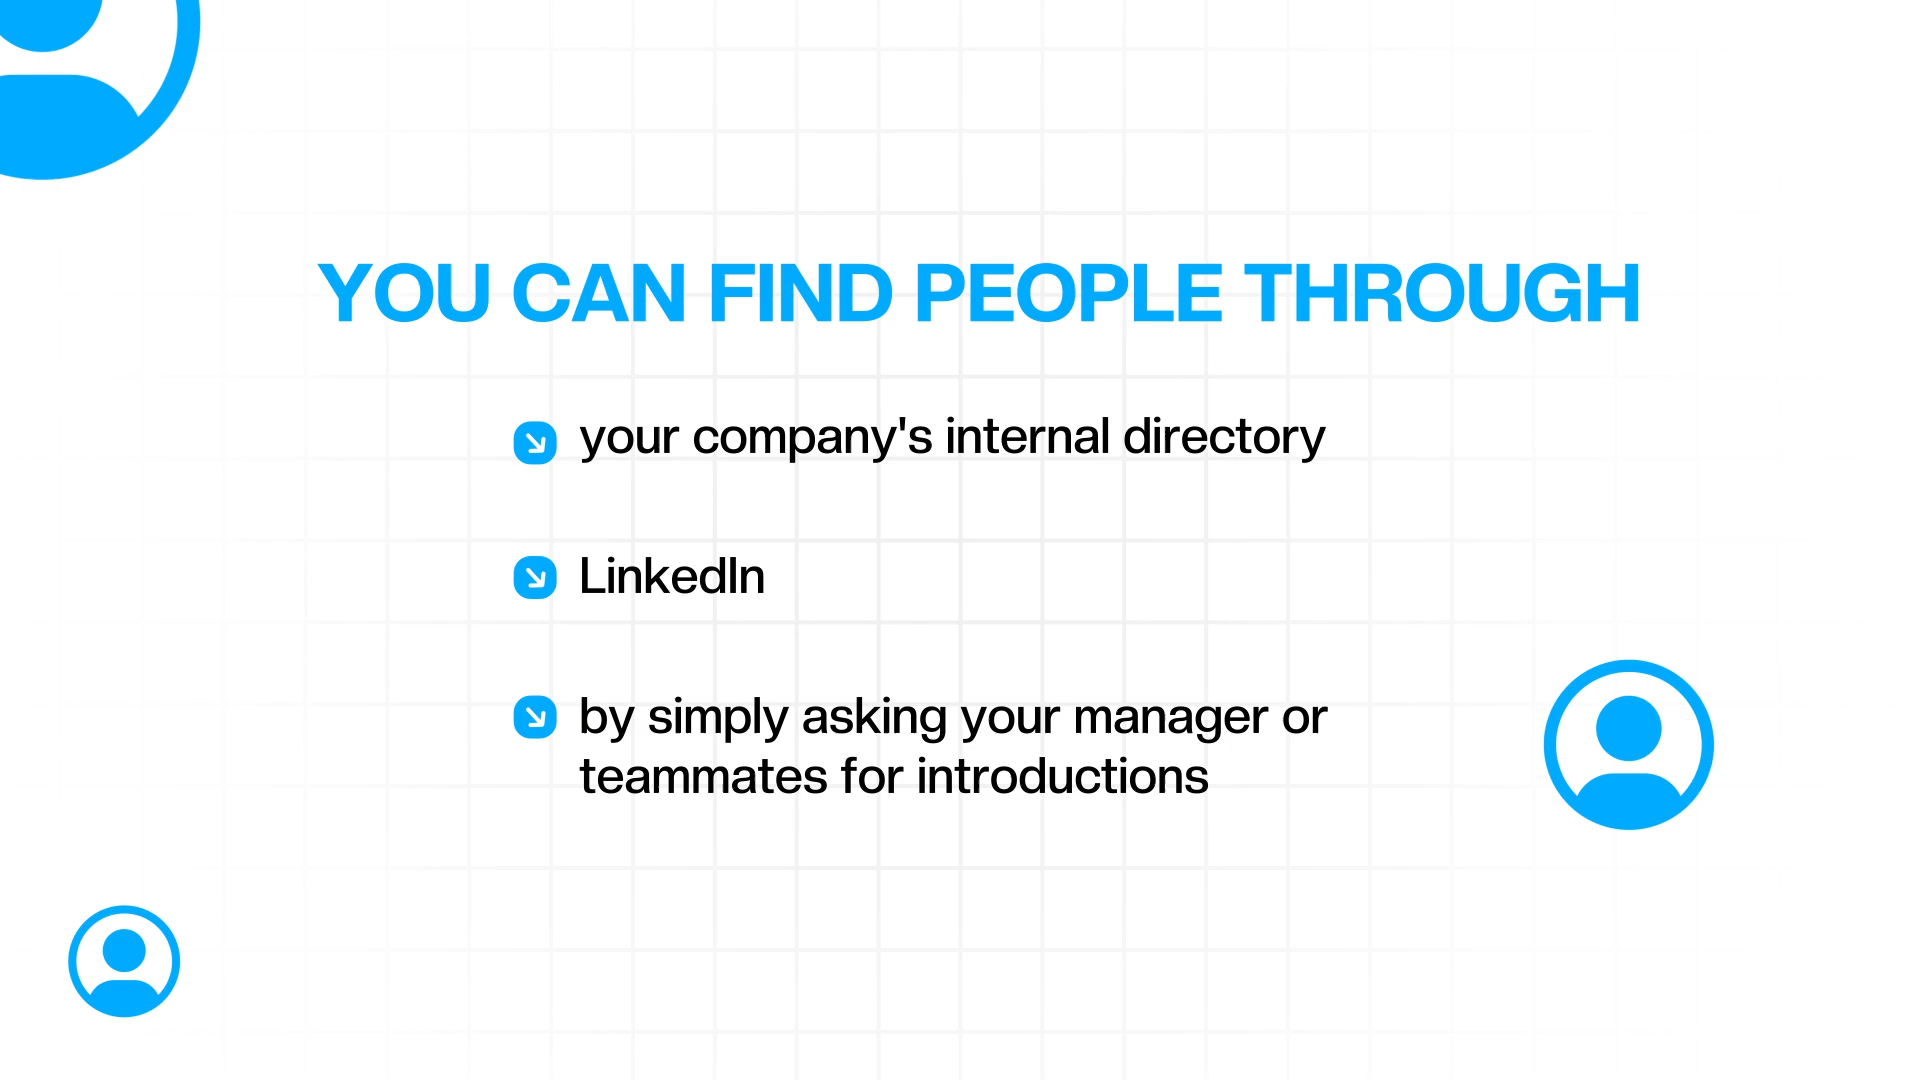 YOU CAN FIND PEOPLE THROUGH
your company's internal directory
LinkedIn
by simply asking your manager or
teammates for introductions